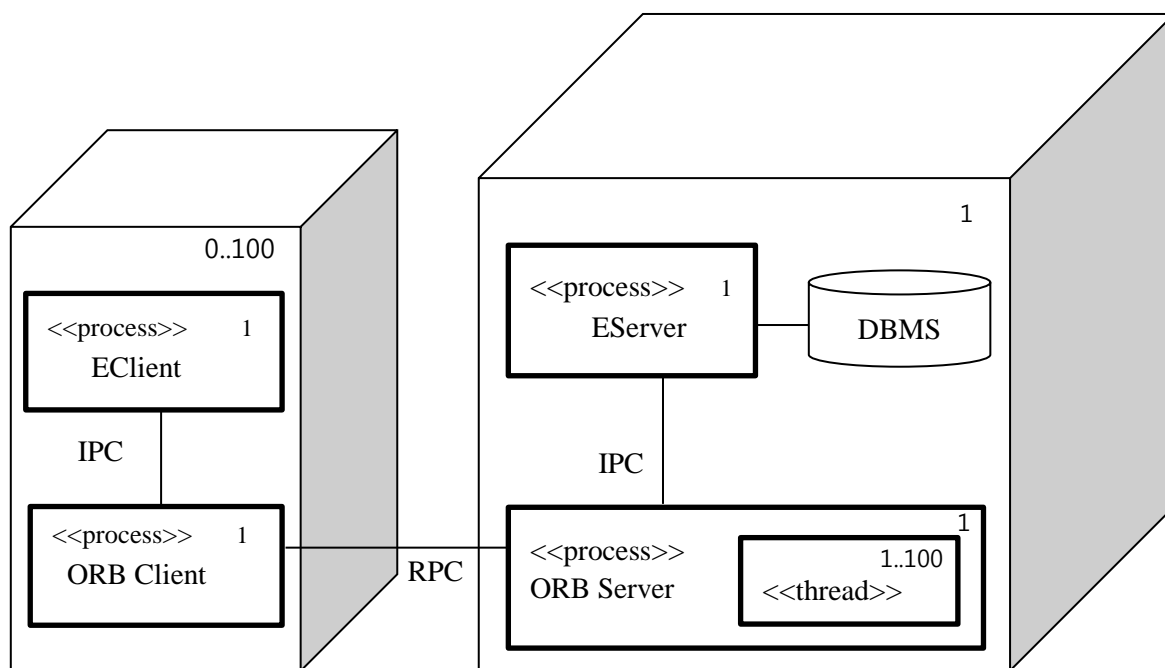 0..100
<<process>> 1
EClient
IPC
<<process>> 1
ORB Client
RPC
1
<<process>> 1
EServer
DBMS
IPC
1
<<process>>
ORB Server
1..100
<<thread>>